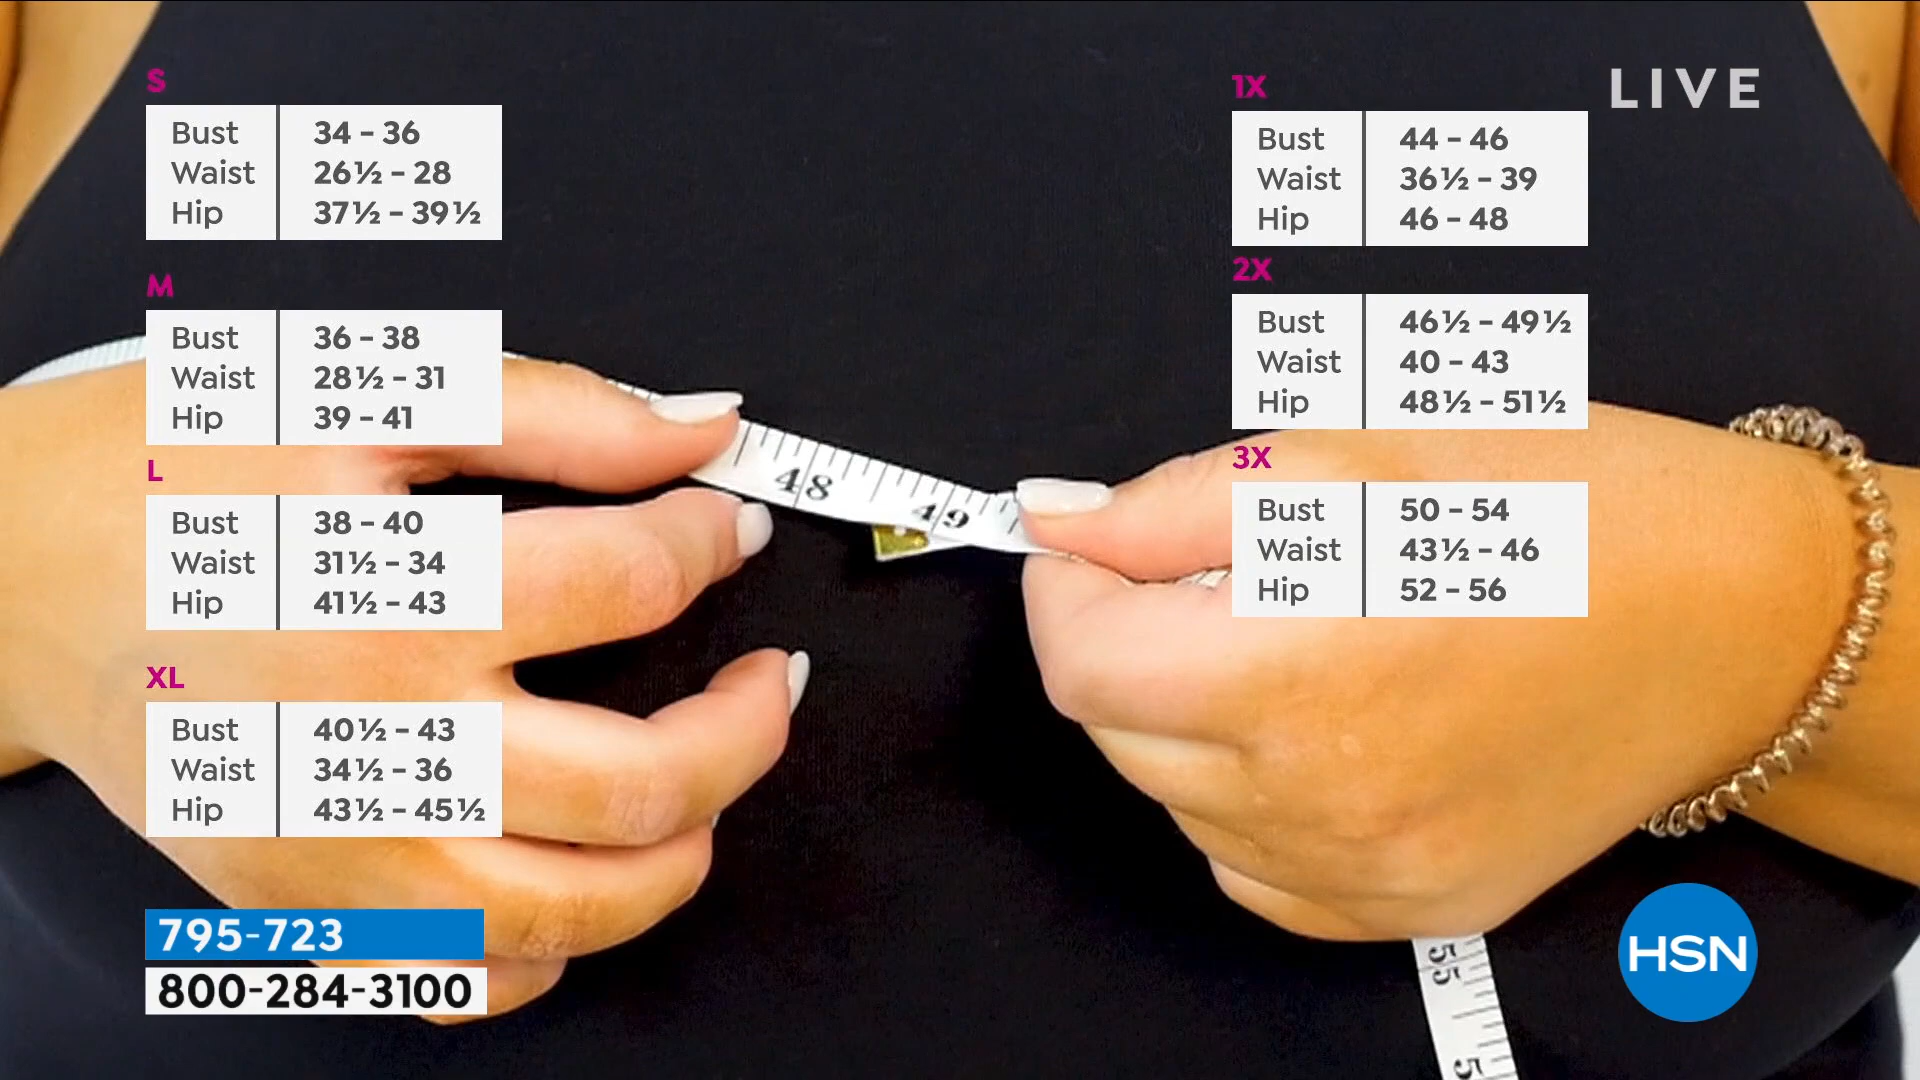 S
Bust 34 - 36
Waist 26½ - 28
Hip 37½ - 39½
M
Bust 36 - 38
Waist 28½ - 31
Hip 39 - 41
L
Bust 38 - 40
Waist 31½ - 34
Hip 41½ - 43
XL
Bust 40½ - 43
Waist 34½ - 36
Hip 43½ - 45½
795-723
800-284-3100
48 49
1X
Bust 44 - 46
Waist 36½ - 39
Hip 46 - 48
2X
Bust 46½ - 49½
Waist 40 - 43
Hip 48½ - 51½
3X
Bust 50 - 54
Waist 43½ - 46
Hip 52 - 56
LIVE
HSN
55